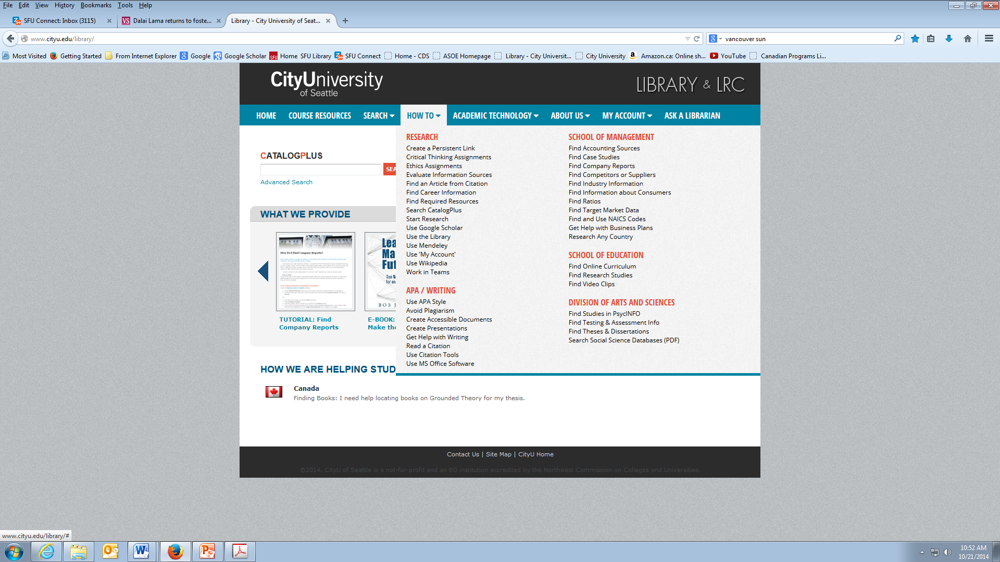 File Edit View History Bookmarks Tools Help
SFU Connect: Inbox (3115)
VS Dalai Lama returns to foste...
Library - City University of Seat...
www.cityu.edu/library/
vancouver sun
Most Visited Getting Started From Internet Explorer Google Google Scholar SFU Home SFU Library SFU Connect Home - CDS ASOE Homepage Library - City Universit... City University Amazon.ca: Online sh... YouTube Canadian Programs Li...
CityUniversity
of Seattle
LIBRARY & LRC
HOME COURSE RESOURCES SEARCH HOW TO ACADEMIC TECHNOLOGY ABOUT US MY ACCOUNT ASK A LIBRARIAN
CATALOGPLUS
SEA
Advanced Search
WHAT WE PROVIDE
How Do I Find Company Reports?
TUTORIAL: Find
Company Reports
Lea
Ma
Fut
Ten N
for an
BOB J
E-BOOK:
Make the
HOW WE ARE HELPING STUD
RESEARCH
Create a Persistent Link
Critical Thinking Assignments
Ethics Assignments
Evaluate Information Sources
Find an Article from Citation
Find Career Information
Find Required Resources
Search CatalogPlus
Start Research
Use Google Scholar
Use the Library
Use Mendeley
Use 'My Account'
Use Wikipedia
Work in Teams
APA / WRITING
Use APA Style
Avoid Plagiarism
Create Accessible Documents
Create Presentations
Get Help with Writing
Read a Citation
Use Citation Tools
Use MS Office Software
SCHOOL OF MANAGEMENT
Find Accounting Sources
Find Case Studies
Find Company Reports
Find Competitors or Suppliers
Find Industry Information
Find Information about Consumers
Find Ratios
Find Target Market Data
Find and Use NAICS Codes
Get Help with Business Plans
Research Any Country
SCHOOL OF EDUCATION
Find Online Curriculum
Find Research Studies
Find Video Clips
DIVISION OF ARTS AND SCIENCES
Find Studies in PsycINFO
Find Testing & Assessment Info
Find Theses & Dissertations
Search Social Science Databases (PDF)
Canada
Finding Books: I need help locating books on Grounded Theory for my thesis.
Contact Us | Site Map | CityU Home
©2014. CityU of Seattle is a not-for-profit and an EO institution accredited by the Northwest Commission on Colleges and Universities.
www.cityu.edu/library/#
10:52 AM
10/21/2014